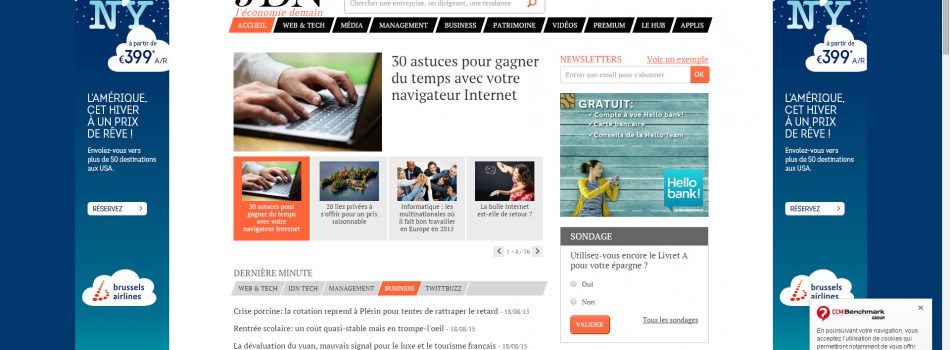 NY
à partir de
€399* A/R
L'AMÉRIQUE,
CET HIVER
À UN PRIX
DE RÊVE !
Envolez-vous vers
plus de 50 destinations
aux USA.
RÉSERVEZ
brussels
airlines
JDN
l'économie demain
Chercher une entreprise, un dirigeant, une tendance
ACCUEIL WEB & TECH MÉDIA MANAGEMENT BUSINESS PATRIMOINE VIDÉOS PREMIUM LE HUB APPLIS
30 astuces pour gagner
du temps avec votre
navigateur Internet
30 astuces pour
gagner du temps
avec votre
navigateur Internet
20 îles privées à
s'offrir pour un prix
raisonnable
Informatique : les
multinationales où
il fait bon travailler
en Europe en 2015
La bulle Internet
est-elle de retour ?
1 - 4 / 16
DERNIÈRE MINUTE
WEB & TECH JDN TECH MANAGEMENT BUSINESS TWITTBUZZ
Crise porcine: la cotation reprend à Plérin pour tenter de rattraper le retard - 18/08/15
Rentrée scolaire: un coût quasi-stable mais en trompe-l'oeil - 18/08/15
La dévaluation du yuan, mauvais signal pour le luxe et le tourisme français - 18/08/15
NEWSLETTERS Voir un exemple
Entrer son email pour s'abonner OK
GRATUIT:
✓ Compte à vue Hello bank!
✓ Carte bancaire
✓ Conseils de la Hello Team
Hello
bank!
SONDAGE
Utilisez-vous encore le Livret A
pour votre épargne ?
Oui
Non
VALIDER Tous les sondages
NY
à partir de
€399* A/R
L'AMÉRIQUE,
CET HIVER
À UN PRIX
DE RÊVE !
Envolez-vous vers
plus de 50 destinations
aux USA.
RÉSERVEZ
brussels
airlines
CCMBenchmark
GROUP
En poursuivant votre navigation, vous
acceptez l'utilisation de cookies qui
permettront notamment de vous offrir